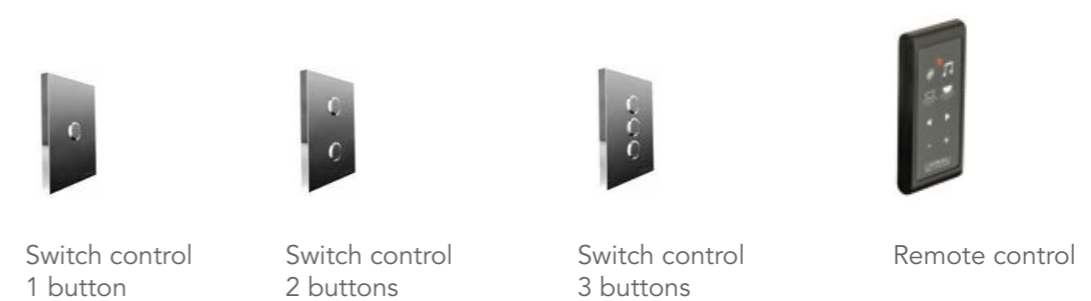 Switch control
1 button
Switch control
2 buttons
Switch control
3 buttons
Remote control